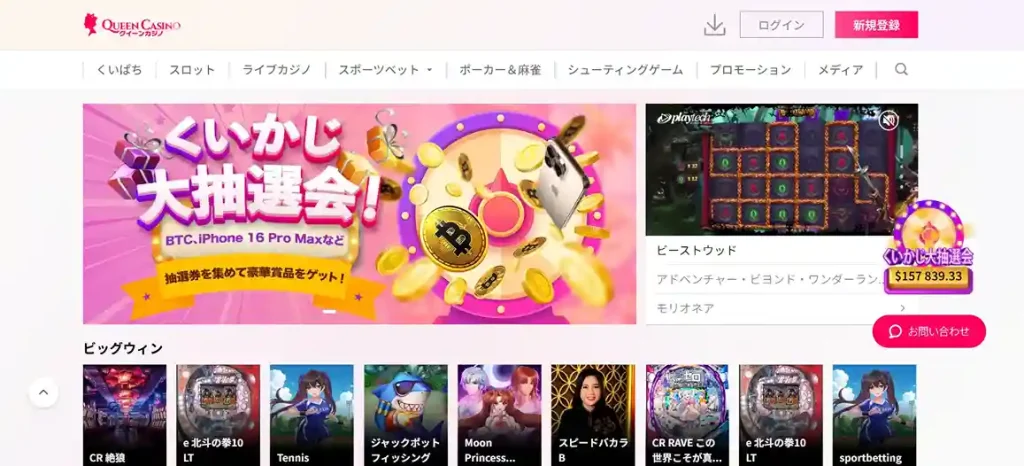 QUEEN CASINO
クイーンカジノ
ログイン
新規登録
くいぱち
スロット
ライブカジノ
スポーツベット
ポーカー＆麻雀
シューティングゲーム
プロモーション
メディア
くいかじ
大抽選会!
BTC、iPhone 16 Pro Maxなど
抽選券を集めて豪華賞品をゲット!
playtech
ビーストウッド
アドベンチャー・ビヨンド・ワンダーラン...
モリオネア
くいかじ大抽選会
$157 839.33
お問い合わせ
ビッグウィン
CR 絶狼
e 北斗の拳10
LT
Tennis
ジャックポット
フィッシング
Moon
Princess...
スピードバカラ
B
CR RAVE この
世界こそが真...
e 北斗の拳10
LT
sportbetting